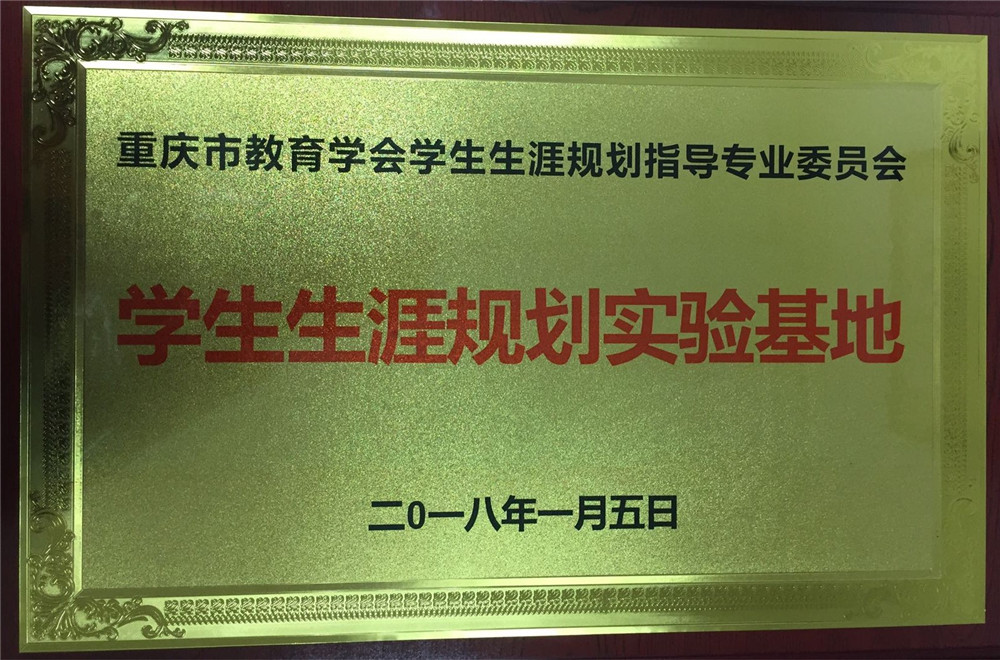 重庆市教育学会学生生涯规划指导专业委员会
学生生涯规划实验基地
二0一八年一月五日